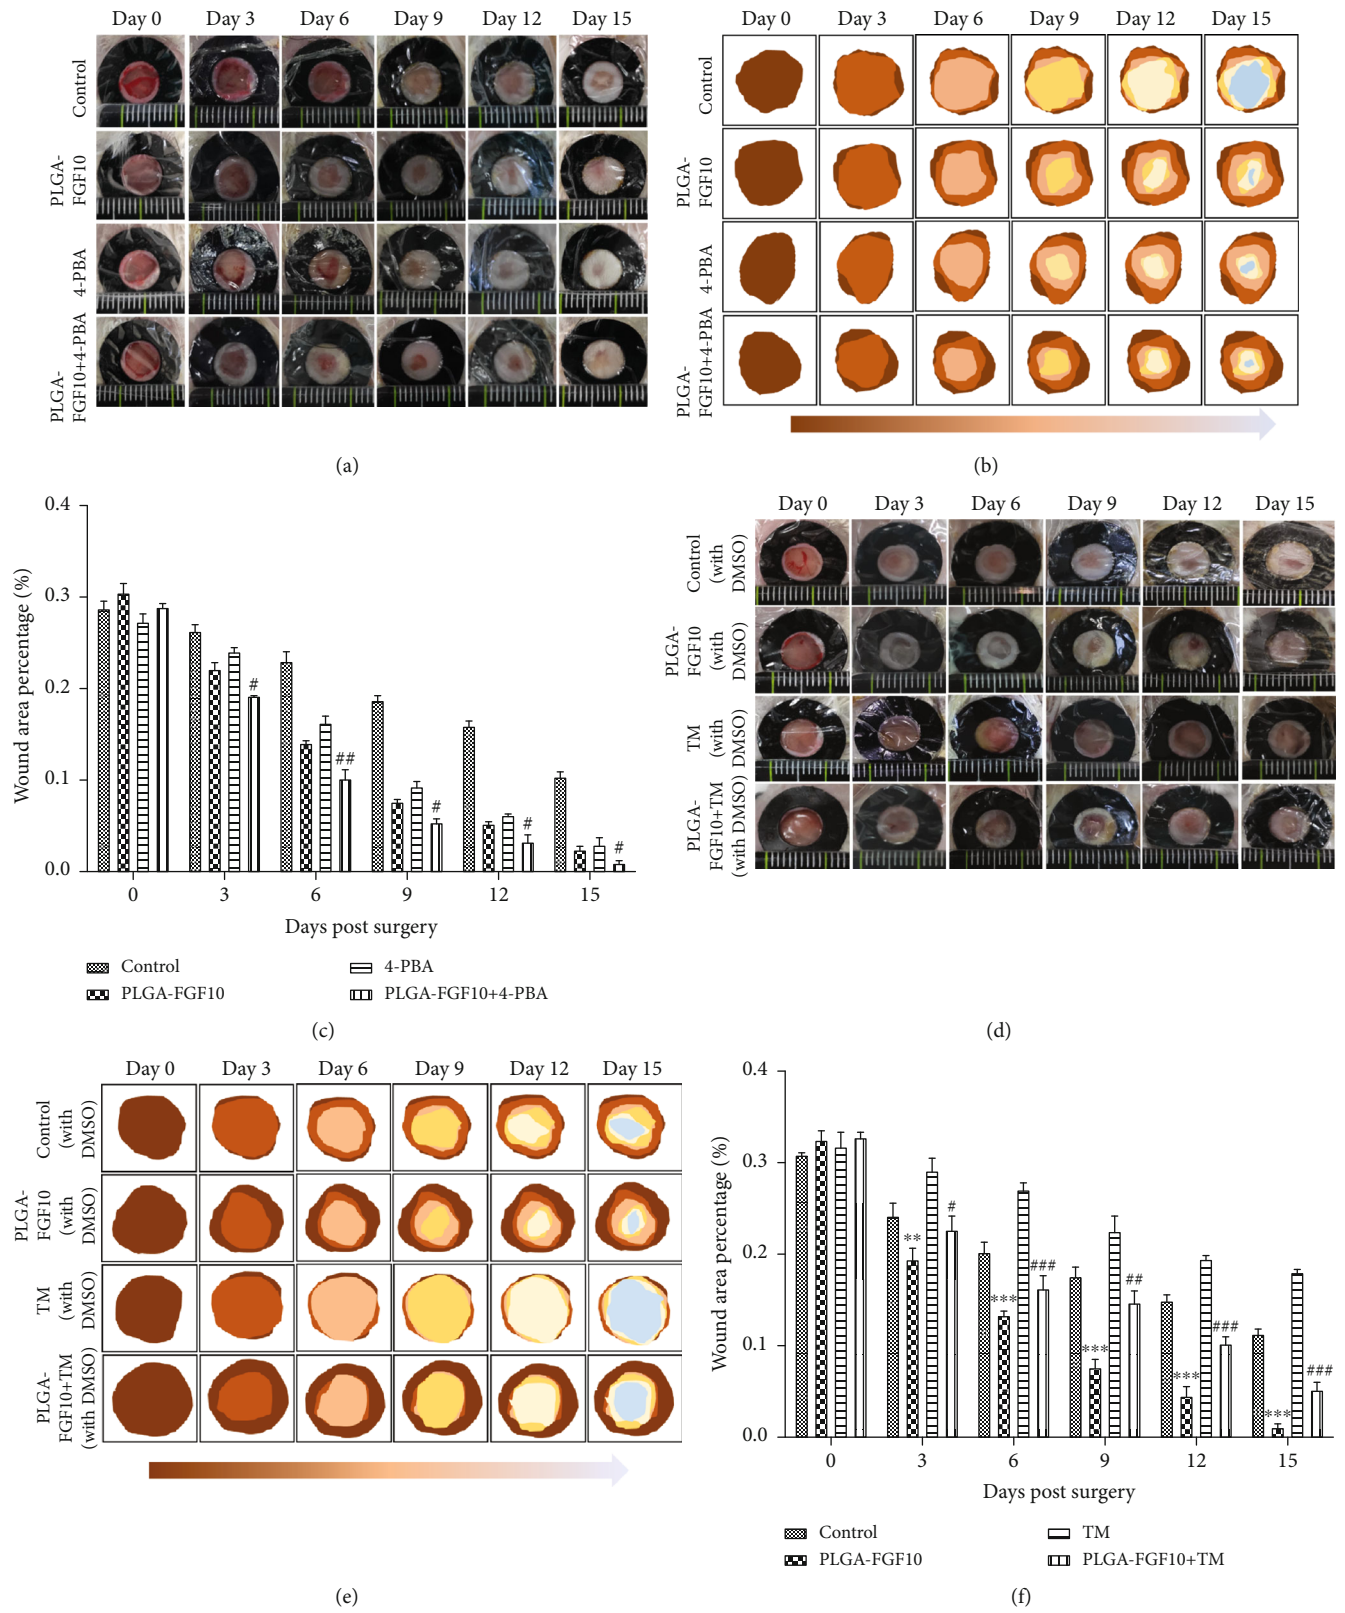 Day 0 Day 3 Day 6 Day 9 Day 12 Day 15
Control
PLGA-
FGF10
4-PBA
PLGA-
FGF10+4-PBA
(a)
Day 0 Day 3 Day 6 Day 9 Day 12 Day 15
Control
PLGA-
FGF10
4-PBA
PLGA-
FGF10+4-PBA
(b)
Wound area percentage (%)
0.4
0.3
0.2
0.1
0.0
#
##
#
#
#
0 3 6 9 12 15
Days post surgery
Control
4-PBA
PLGA-FGF10
PLGA-FGF10+4-PBA
(c)
Day 0 Day 3 Day 6 Day 9 Day 12 Day 15
Control
(with
DMSO)
PLGA-
FGF10
(with
DMSO)
TM
(with
DMSO)
PLGA-
FGF10+TM
(with DMSO)
(d)
Day 0 Day 3 Day 6 Day 9 Day 12 Day 15
Control
(with
DMSO)
PLGA-
FGF10
(with
DMSO)
TM
(with
DMSO)
PLGA-
FGF10+TM
(with DMSO)
(e)
Wound area percentage (%)
0.4
0.3
0.2
0.1
0.0
** #
*** ###
*** ##
*** ###
*** ###
0 3 6 9 12 15
Days post surgery
Control
TM
PLGA-FGF10
PLGA-FGF10+TM
(f)